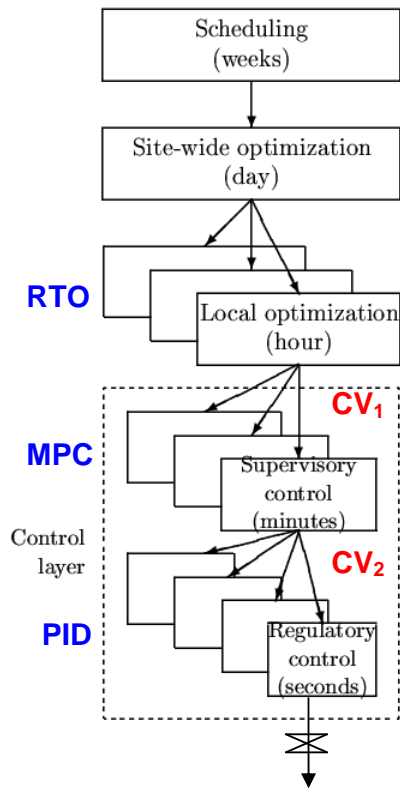 Scheduling
(weeks)
Site-wide optimization
(day)
RTO
Local optimization
(hour)
CV1
MPC
Supervisory
control
(minutes)
Control
layer
CV2
PID
Regulatory
control
(seconds)